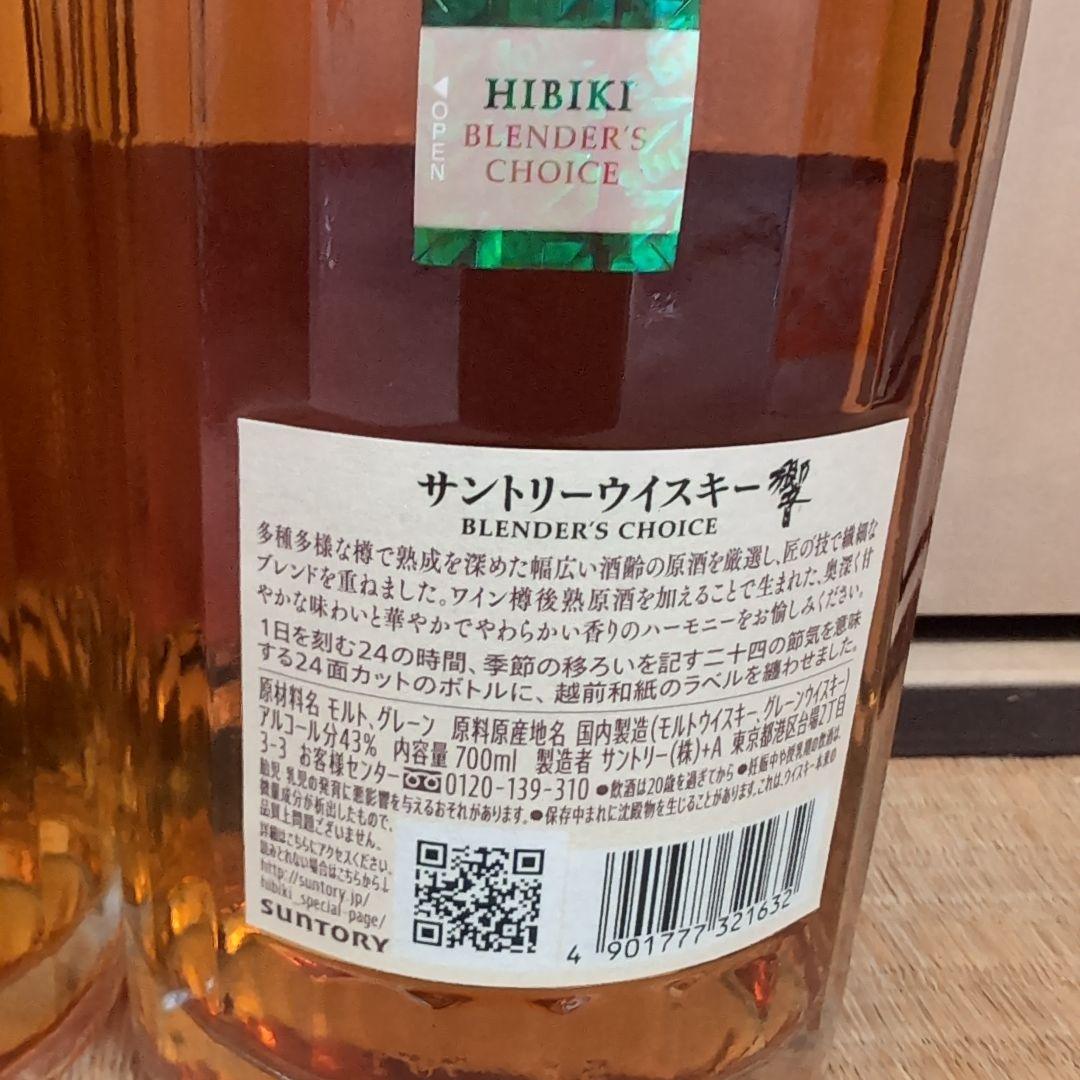 ◀OPEN
HIBIKI
BLENDER'S
CHOICE
サントリーウイスキー 響
BLENDER'S CHOICE
多種多様な樽で熟成を深めた幅広い酒齢の原酒を厳選し、匠の技で繊細な
ブレンドを重ねました。ワイン樽後熟原酒を加えることで生まれた、奥深く甘
やかな味わいと華やかでやわらかい香りのハーモニーをお愉しみください。
1日を刻む24の時間、季節の移ろいを記す二十四の節気を意味
する24面カットのボトルに、越前和紙のラベルを纏わせました。
原材料名 モルト、グレーン 原料原産地名 国内製造(モルトウイスキー、グレーンウイスキー)
アルコール分43% 内容量 700ml 製造者 サントリー(株)+A 東京都港区台場2丁目
3-3 お客様センター 0120-139-310 ●飲酒は20歳を過ぎてから ●妊娠中や授乳期の飲酒は、
胎児・乳児の発育に悪影響を与えるおそれがあります。●保存中まれに沈殿物を生じることがあります。これは、ウイスキー本来の
微量成分が析出したもので、
品質上問題ございません。
詳細はこちらにアクセスください。
読みとれない場合はこちらから↓
http://suntory.jp/
hibiki_special-page/
SUNTORY
4 901777 321632